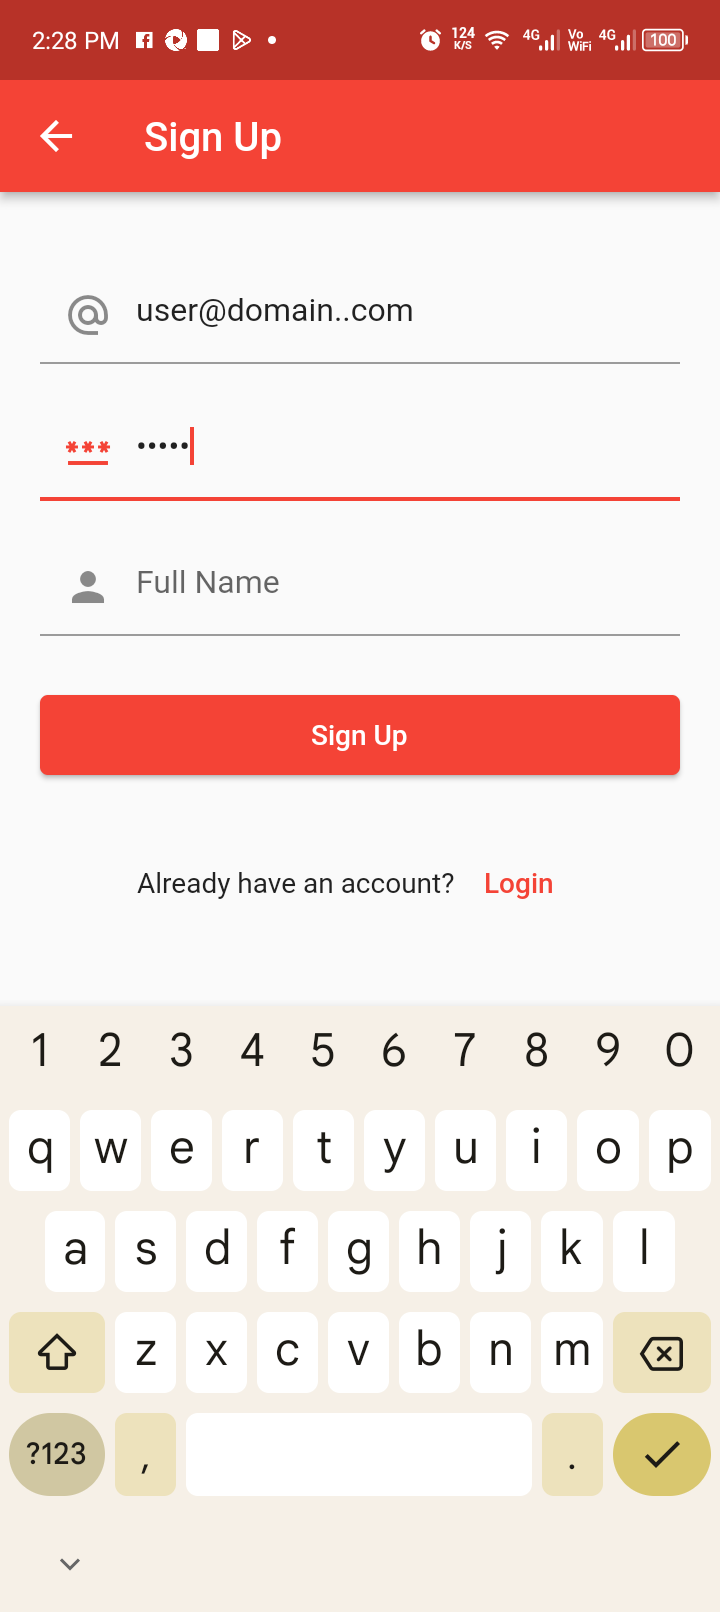 2:28 PM
124 K/S 4G Vo WiFi 4G 100
Sign Up
user@domain..com
•••••
Full Name
Sign Up
Already have an account? Login
1 2 3 4 5 6 7 8 9 0
q w e r t y u i o p
a s d f g h j k l
z x c v b n m
?123 , .